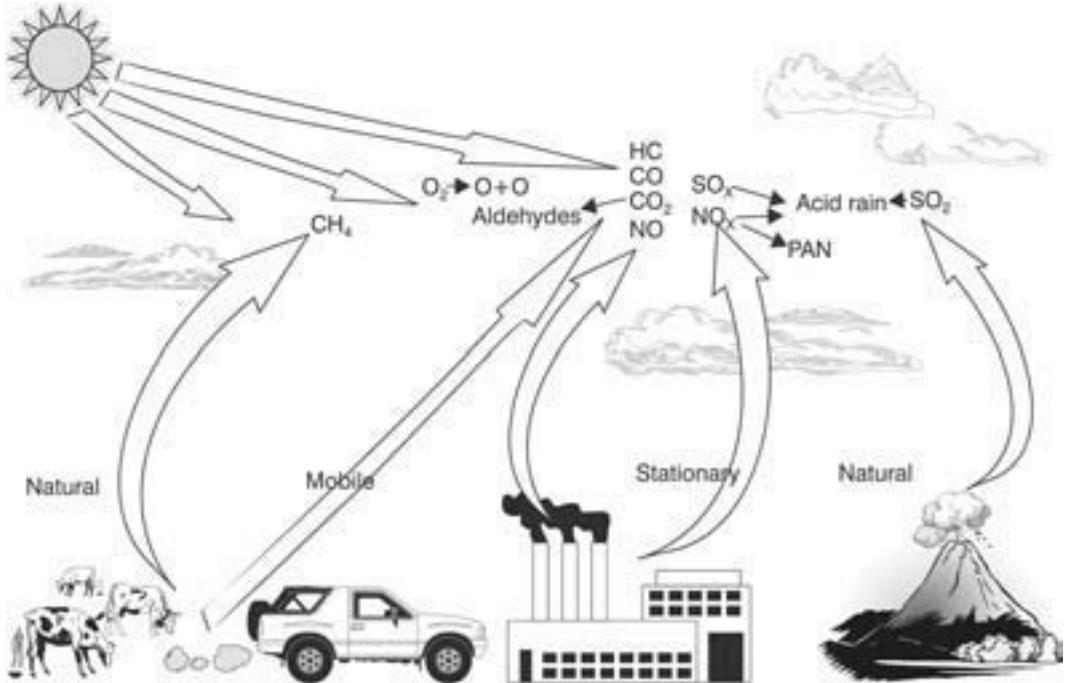 HC
CO
CO₂
NO
O₂ → O + O
Aldehydes
CH₄
SOₓ
NOₓ
Acid rain
SO₂
PAN
Natural
Mobile
Stationary
Natural